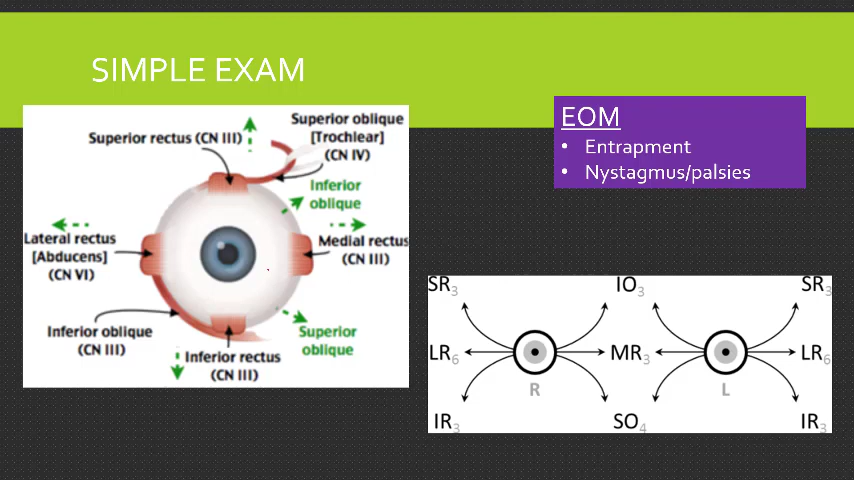 SIMPLE EXAM
EOM
• Entrapment
• Nystagmus/palsies
Superior rectus (CN III)
Superior oblique
[Trochlear]
(CN IV)
Inferior
oblique
Lateral rectus
[Abducens]
(CN VI)
Medial rectus
(CN III)
Inferior oblique
(CN III)
Superior
oblique
Inferior rectus
(CN III)
SR3 IO3 SR3
LR6 MR3 LR6
R L
IR3 SO4 IR3